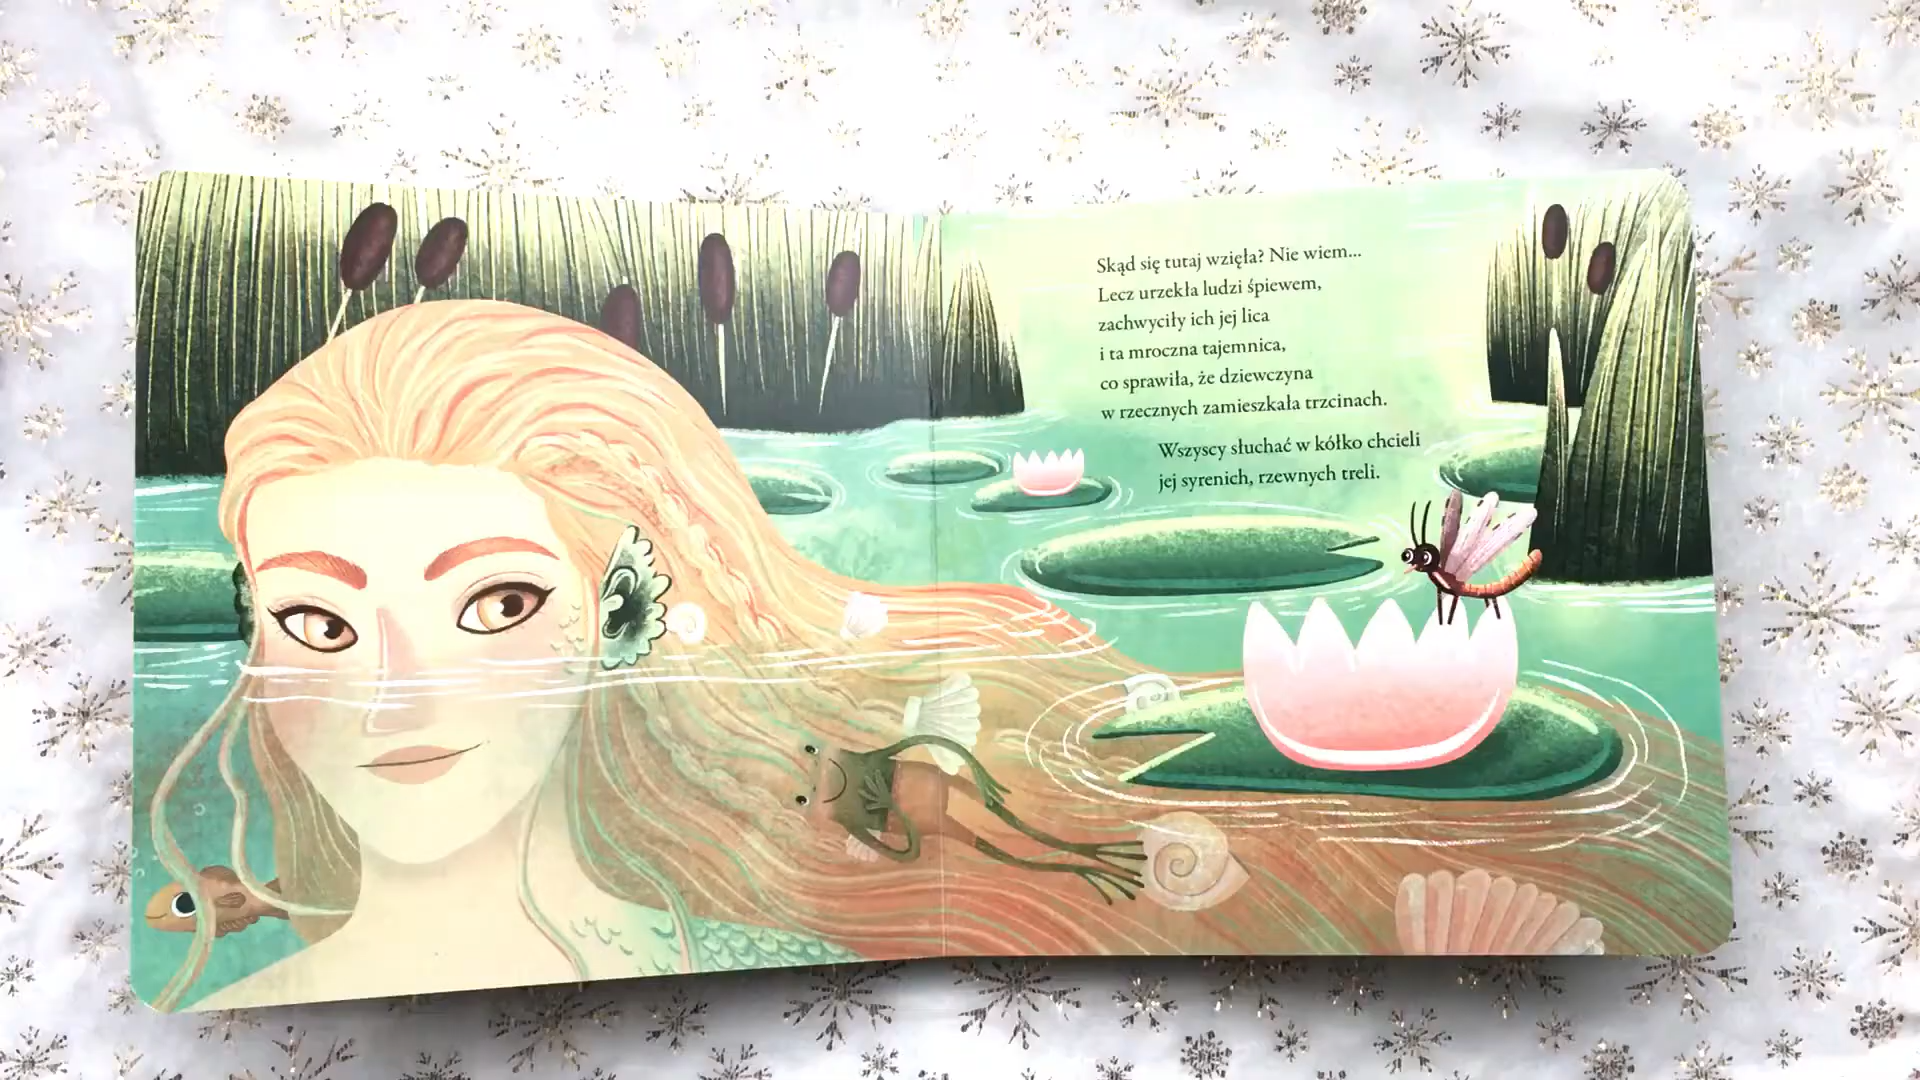 Skąd się tutaj wzięła? Nie wiem...
Lecz urzekła ludzi śpiewem,
zachwyciły ich jej lica
i ta mroczna tajemnica,
co sprawiła, że dziewczyna
w rzecznych zamieszkała trzcinach.
Wszyscy słuchać w kółko chcieli
jej syrenich, rzewnych treli.